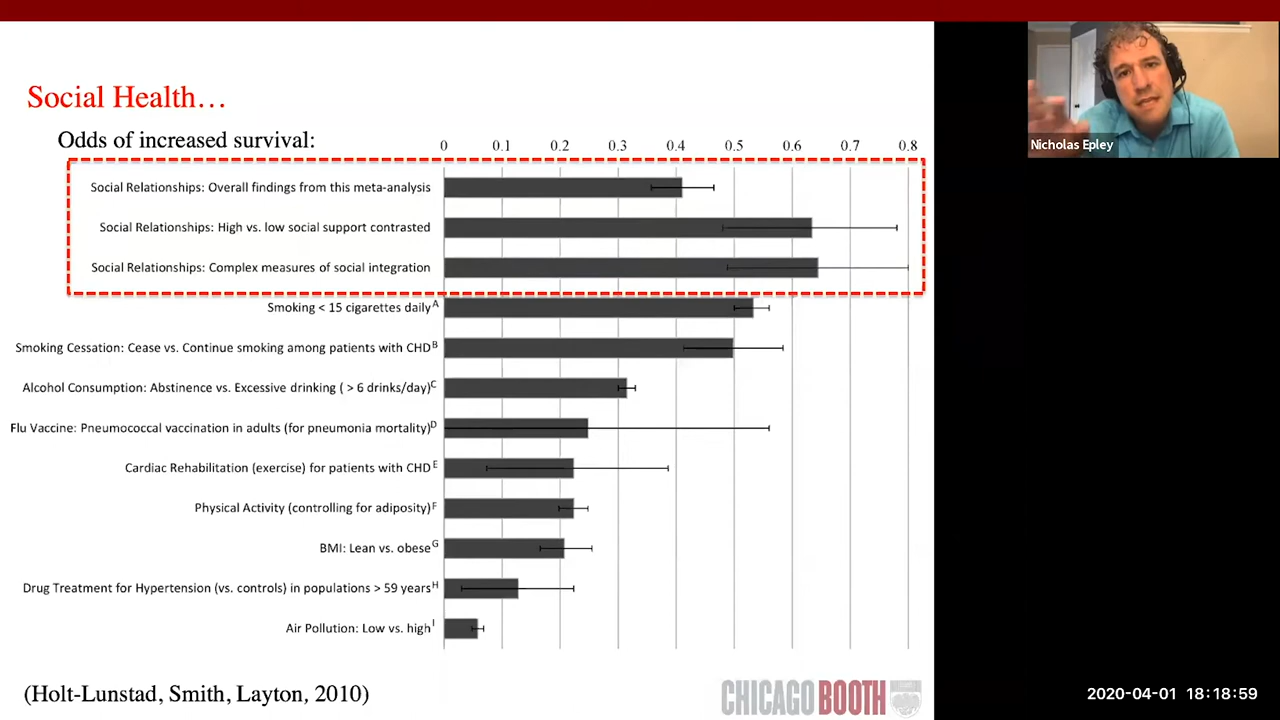 Social Health…
Odds of increased survival:
0 0.1 0.2 0.3 0.4 0.5 0.6 0.7 0.8
Social Relationships: Overall findings from this meta-analysis
Social Relationships: High vs. low social support contrasted
Social Relationships: Complex measures of social integration
Smoking < 15 cigarettes daily A
Smoking Cessation: Cease vs. Continue smoking among patients with CHD B
Alcohol Consumption: Abstinence vs. Excessive drinking ( > 6 drinks/day) C
Flu Vaccine: Pneumococcal vaccination in adults (for pneumonia mortality) D
Cardiac Rehabilitation (exercise) for patients with CHD E
Physical Activity (controlling for adiposity) F
BMI: Lean vs. obese G
Drug Treatment for Hypertension (vs. controls) in populations > 59 years H
Air Pollution: Low vs. high I
(Holt-Lunstad, Smith, Layton, 2010)
CHICAGO BOOTH
Nicholas Epley
2020-04-01 18:18:59